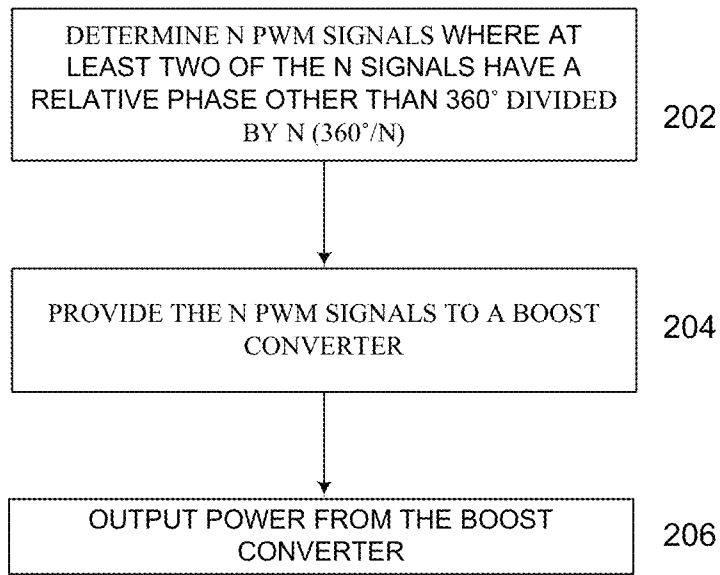 DETERMINE N PWM SIGNALS WHERE AT
LEAST TWO OF THE N SIGNALS HAVE A
RELATIVE PHASE OTHER THAN 360° DIVIDED
BY N (360°/N)
202
PROVIDE THE N PWM SIGNALS TO A BOOST
CONVERTER
204
OUTPUT POWER FROM THE BOOST
CONVERTER
206